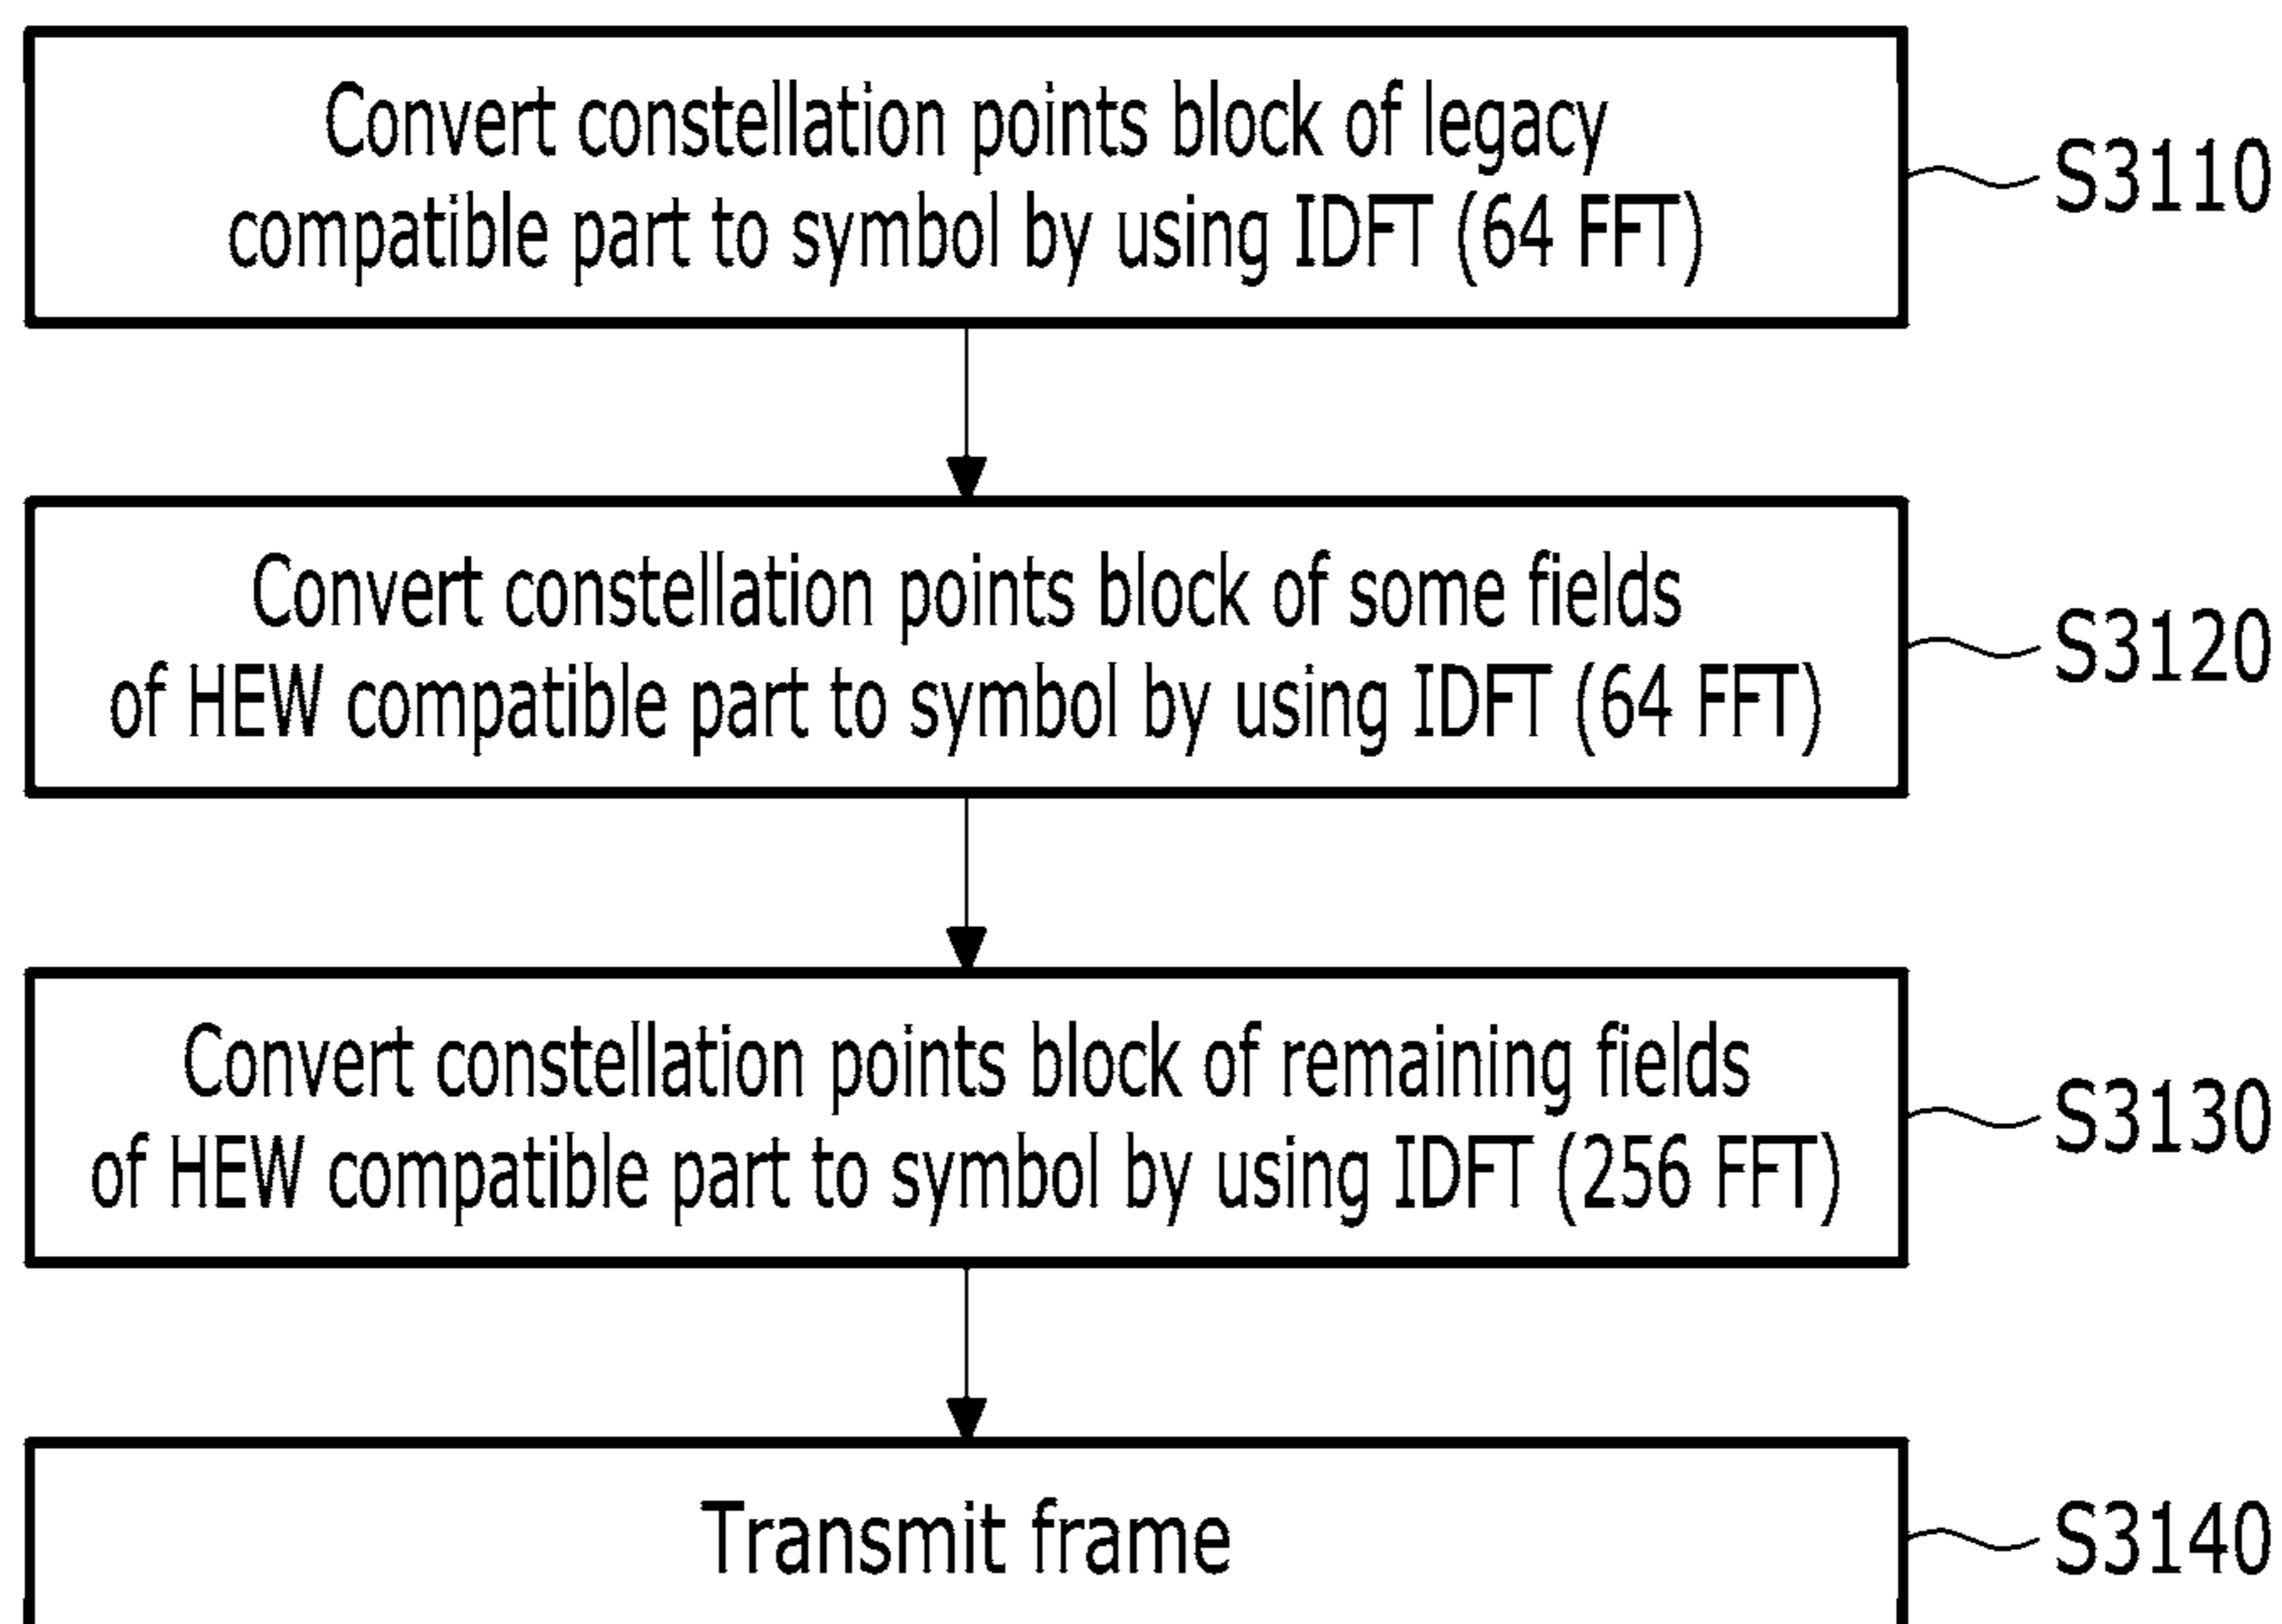 Convert constellation points block of legacy
compatible part to symbol by using IDFT (64 FFT)
S3110
Convert constellation points block of some fields
of HEW compatible part to symbol by using IDFT (64 FFT)
S3120
Convert constellation points block of remaining fields
of HEW compatible part to symbol by using IDFT (256 FFT)
S3130
Transmit frame
S3140